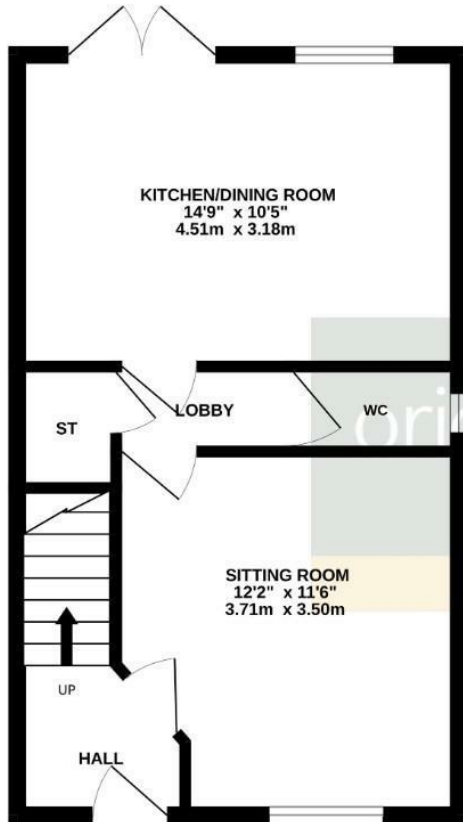 KITCHEN/DINING ROOM
14'9" x 10'5"
4.51m x 3.18m
LOBBY
WC
ST
ori
SITTING ROOM
12'2" x 11'6"
3.71m x 3.50m
UP
HALL